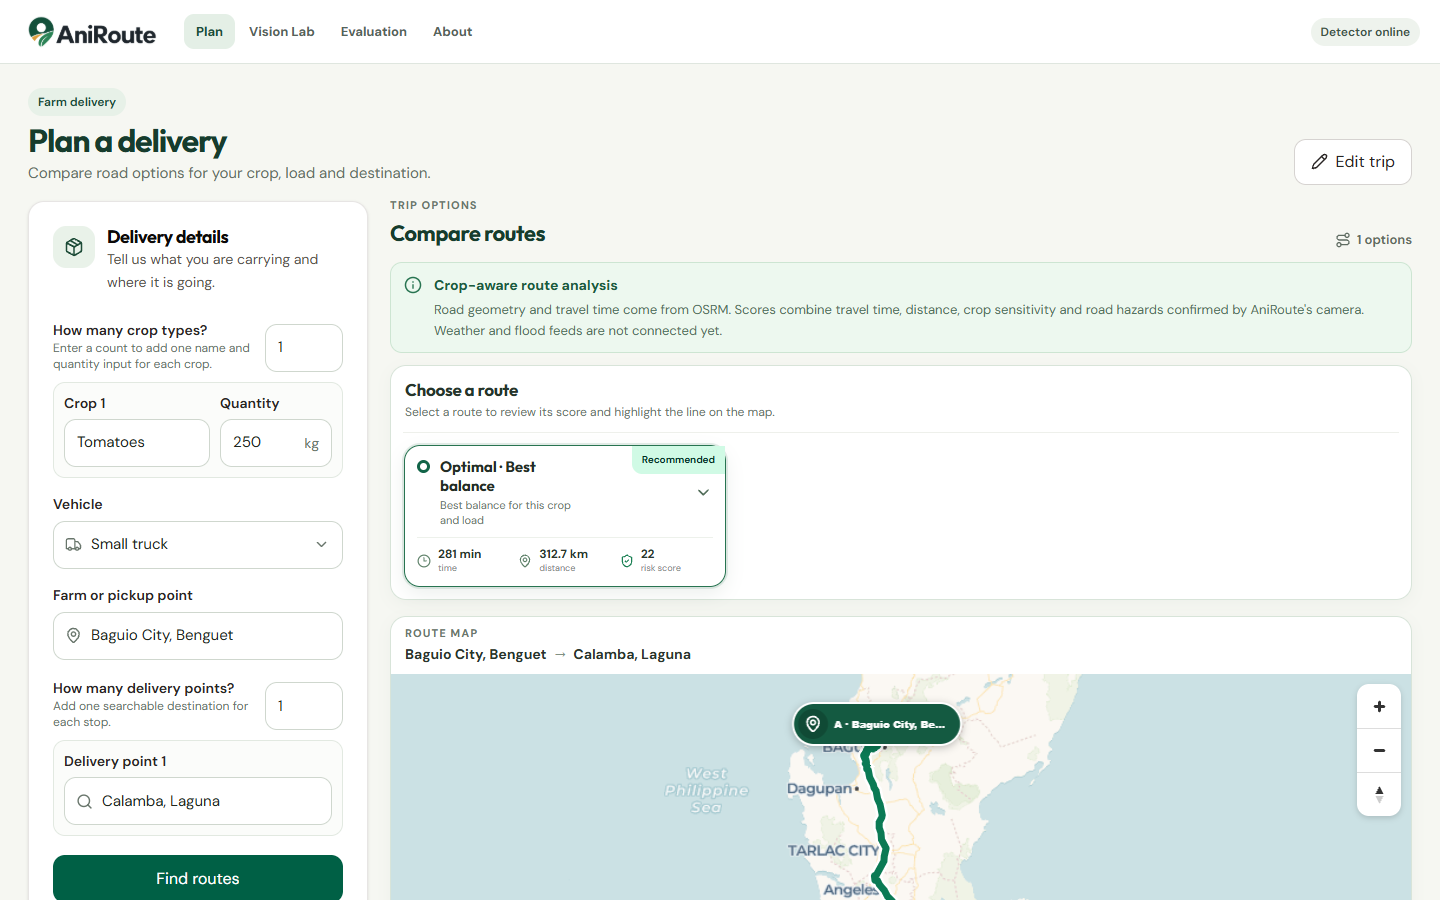 AniRoute
Plan
Vision Lab
Evaluation
About
Detector online
Farm delivery
Plan a delivery
Compare road options for your crop, load and destination.
Edit trip
Delivery details
Tell us what you are carrying and
where it is going.
How many crop types?
Enter a count to add one name and
quantity input for each crop.
1
Crop 1
Quantity
Tomatoes
250
kg
Vehicle
Small truck
Farm or pickup point
Baguio City, Benguet
How many delivery points?
Add one searchable destination for
each stop.
1
Delivery point 1
Calamba, Laguna
Find routes
TRIP OPTIONS
Compare routes
1 options
Crop-aware route analysis
Road geometry and travel time come from OSRM. Scores combine travel time, distance, crop sensitivity and road hazards confirmed by AniRoute's camera.
Weather and flood feeds are not connected yet.
Choose a route
Select a route to review its score and highlight the line on the map.
Recommended
Optimal · Best
balance
Best balance for this crop
and load
281 min
time
312.7 km
distance
22
risk score
ROUTE MAP
Baguio City, Benguet → Calamba, Laguna
A · Baguio City, Be...
West
Philippine
Sea
Dagupan
TARLAC CITY
Angeles